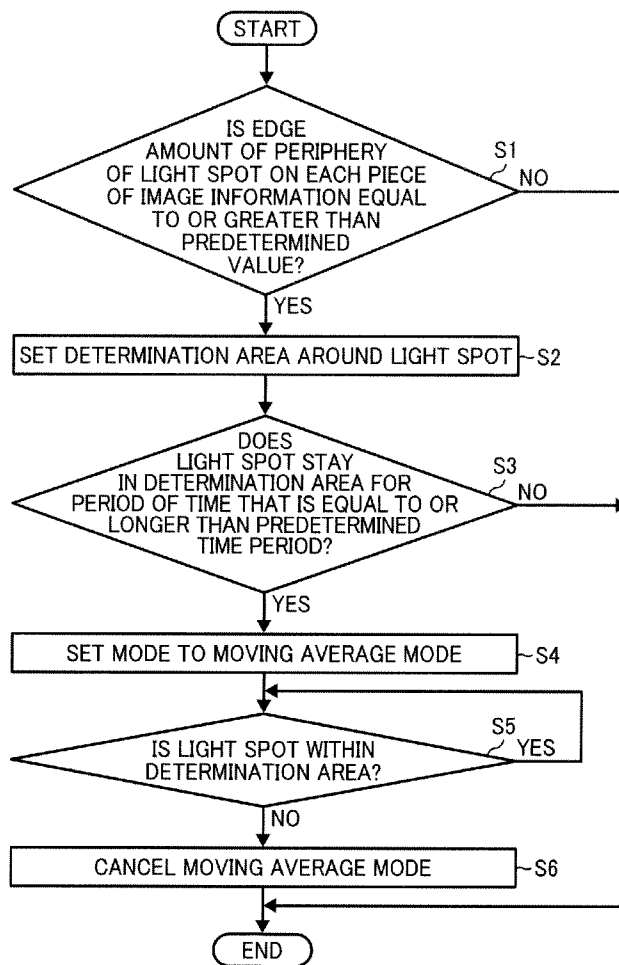 START
IS EDGE
AMOUNT OF PERIPHERY
OF LIGHT SPOT ON EACH PIECE
OF IMAGE INFORMATION EQUAL
TO OR GREATER THAN
PREDETERMINED
VALUE?
S1
NO
YES
SET DETERMINATION AREA AROUND LIGHT SPOT
S2
DOES
LIGHT SPOT STAY
IN DETERMINATION AREA FOR
PERIOD OF TIME THAT IS EQUAL TO OR
LONGER THAN PREDETERMINED
TIME PERIOD?
S3
NO
YES
SET MODE TO MOVING AVERAGE MODE
S4
IS LIGHT SPOT WITHIN
DETERMINATION AREA?
S5
YES
NO
CANCEL MOVING AVERAGE MODE
S6
END